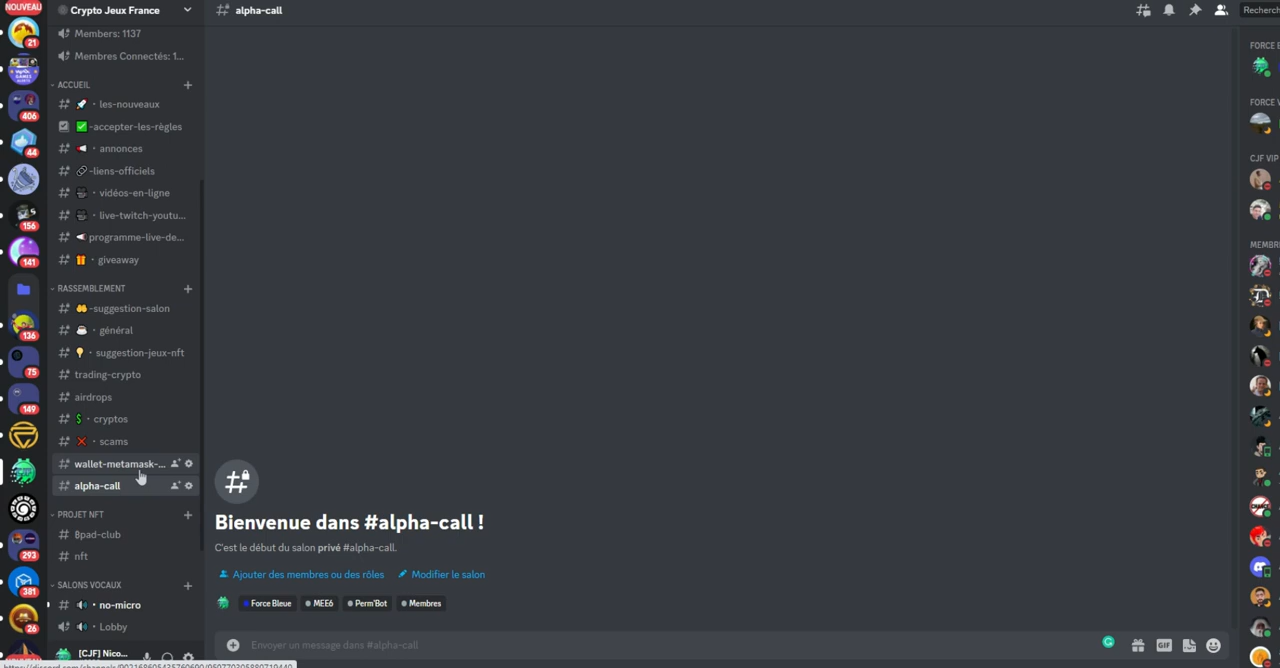 NOUVEAU
Crypto Jeux France
alpha-call
Recherch
21
406
44
156
141
136
75
149
293
381
26
Members: 1137
Membres Connectés: 1...
ACCUEIL
les-nouveaux
-accepter-les-règles
annonces
-liens-officiels
vidéos-en-ligne
live-twitch-youtu...
programme-live-de...
giveaway
RASSEMBLEMENT
-suggestion-salon
général
suggestion-jeux-nft
trading-crypto
airdrops
cryptos
scams
wallet-metamask-...
alpha-call
PROJET NFT
8pad-club
nft
SALONS VOCAUX
no-micro
Lobby
[CJF] Nico...
Bienvenue dans #alpha-call !
C'est le début du salon privé #alpha-call.
Ajouter des membres ou des rôles
Modifier le salon
Force Bleue
MEE6
Perm'Bot
Membres
Envoyer un message dans #alpha-call
GIF
FORCE B
FORCE V
CJF VIP
MEMBRE